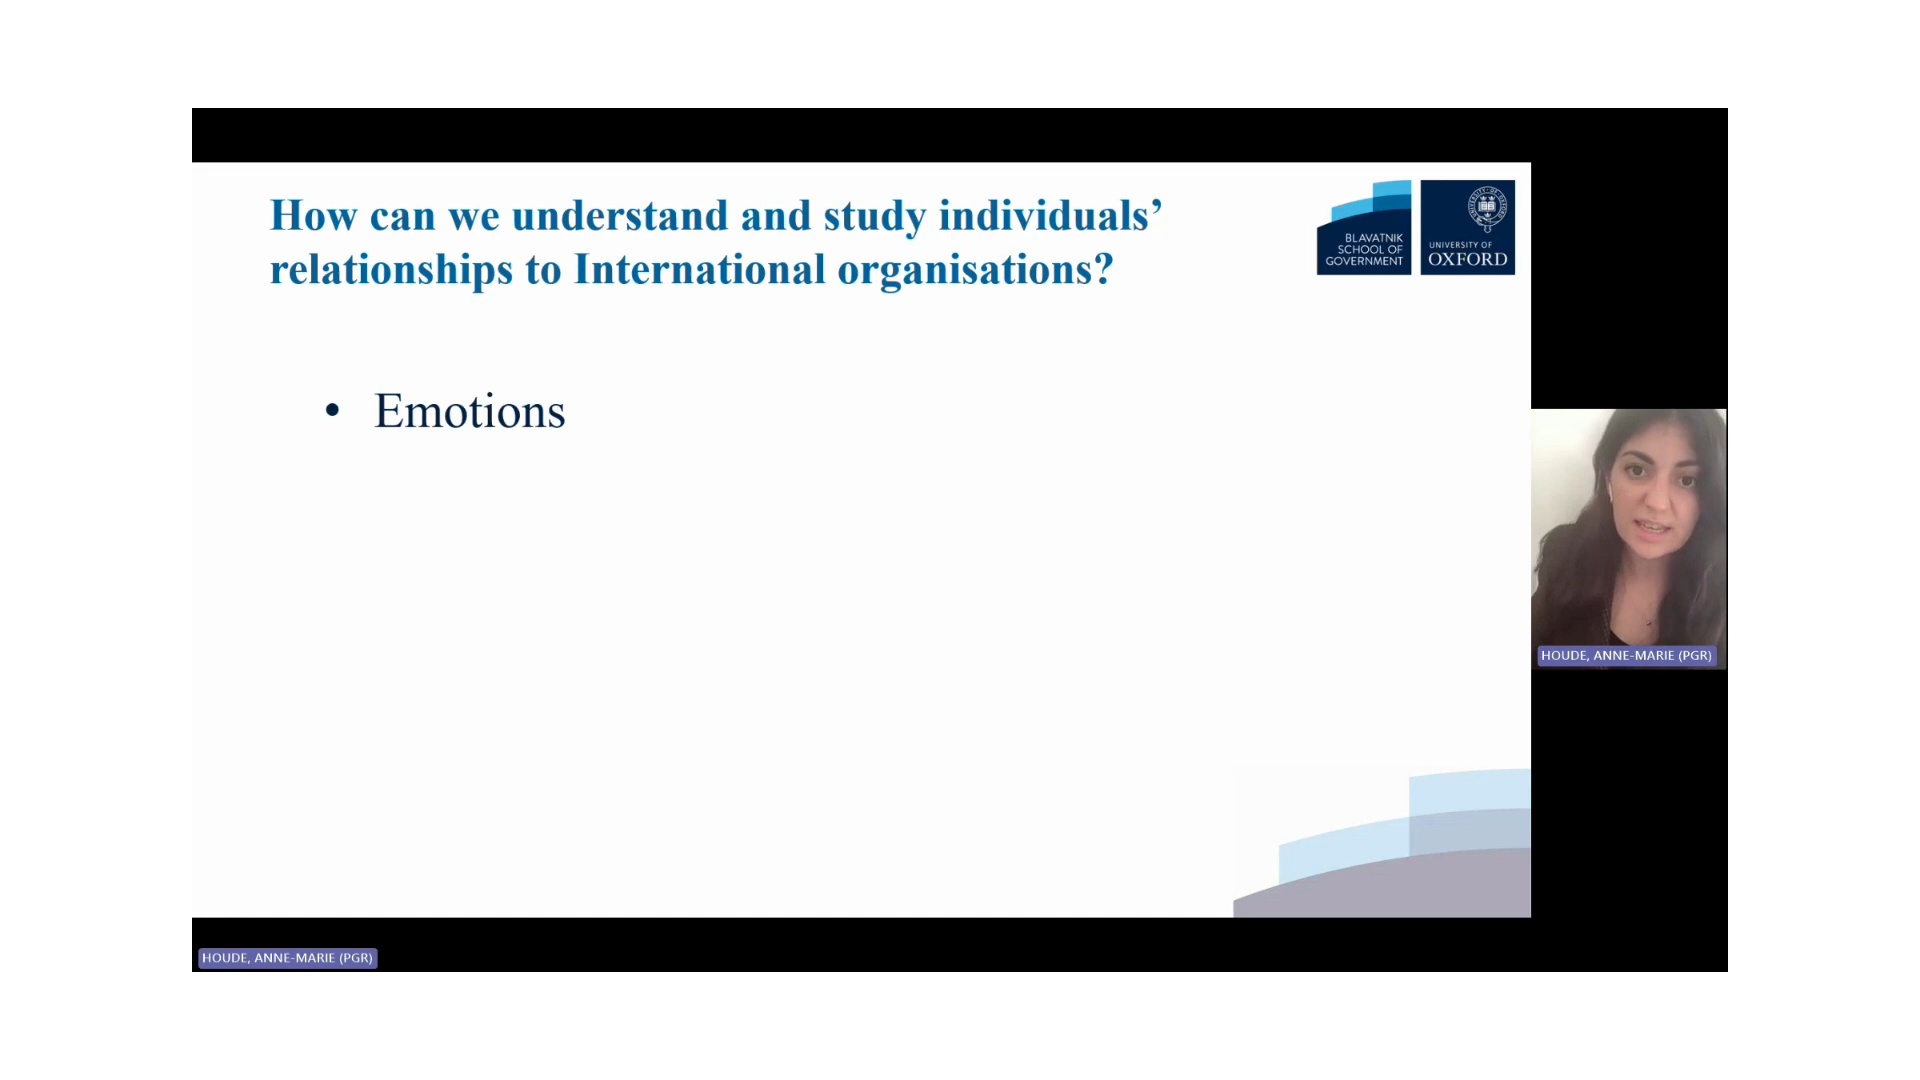 How can we understand and study individuals’
relationships to International organisations?
BLAVATNIK
SCHOOL OF
GOVERNMENT
UNIVERSITY OF
OXFORD
• Emotions
HOUDE, ANNE-MARIE (PGR)
HOUDE, ANNE-MARIE (PGR)